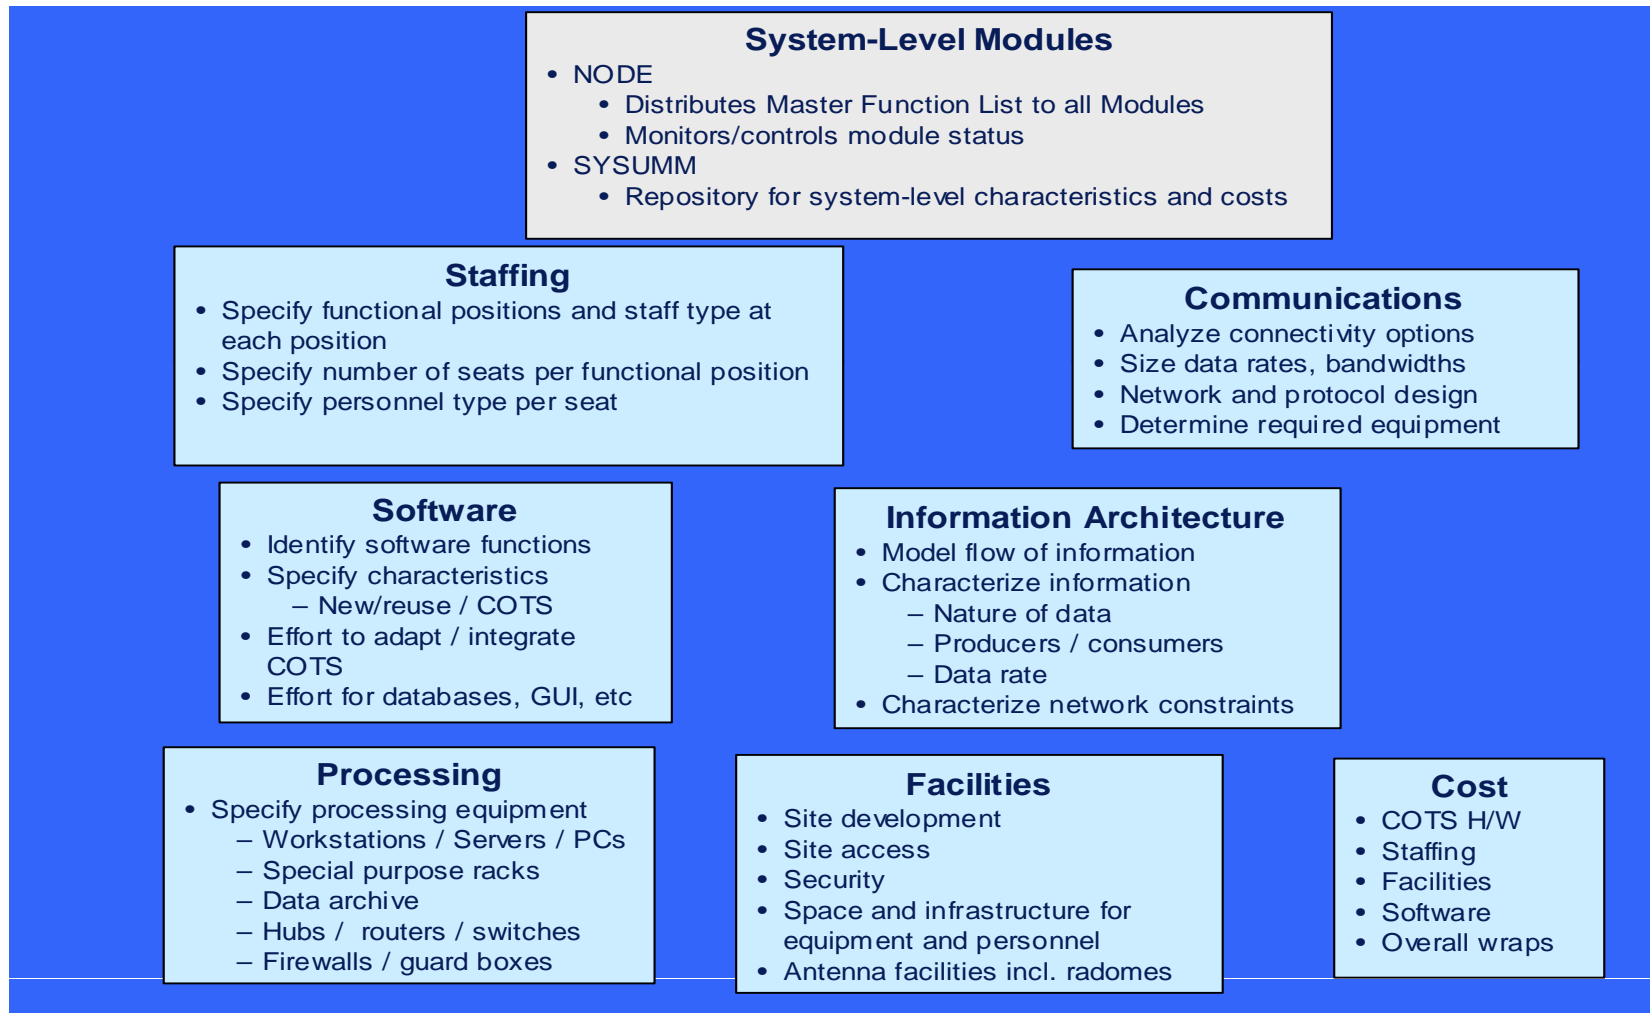 System-Level Modules
• NODE
• Distributes Master Function List to all Modules
• Monitors/controls module status
• SYSUMM
• Repository for system-level characteristics and costs
Staffing
• Specify functional positions and staff type at
each position
• Specify number of seats per functional position
• Specify personnel type per seat
Communications
• Analyze connectivity options
• Size data rates, bandwidths
• Network and protocol design
• Determine required equipment
Software
• Identify software functions
• Specify characteristics
– New/reuse / COTS
• Effort to adapt / integrate
COTS
• Effort for databases, GUI, etc
Information Architecture
• Model flow of information
• Characterize information
– Nature of data
– Producers / consumers
– Data rate
• Characterize network constraints
Processing
• Specify processing equipment
– Workstations / Servers / PCs
– Special purpose racks
– Data archive
– Hubs / routers / switches
– Firewalls / guard boxes
Facilities
• Site development
• Site access
• Security
• Space and infrastructure for
equipment and personnel
• Antenna facilities incl. radomes
Cost
• COTS H/W
• Staffing
• Facilities
• Software
• Overall wraps